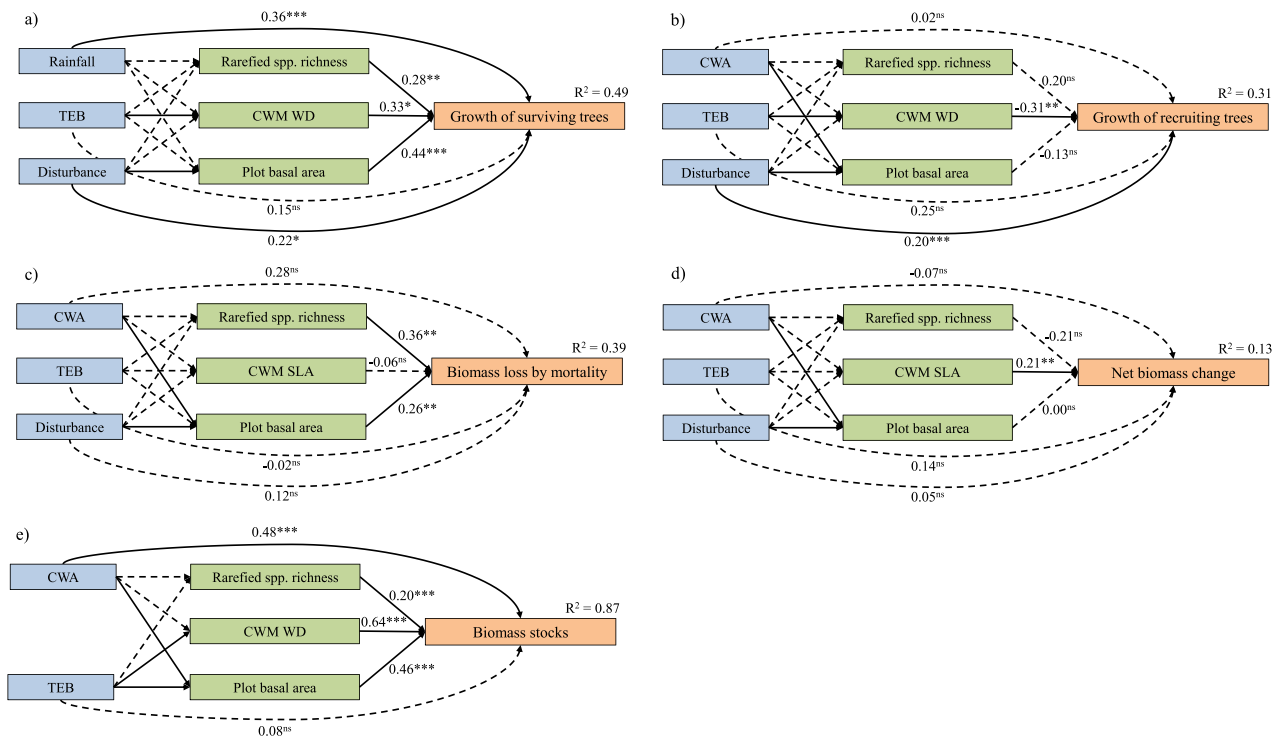 a)
0.36***
Rainfall
TEB
Disturbance
Rarefied spp. richness
CWM WD
Plot basal area
0.28**
0.33*
0.44***
R² = 0.49
Growth of surviving trees
0.15ⁿˢ
0.22*
b)
0.02ⁿˢ
CWA
TEB
Disturbance
Rarefied spp. richness
CWM WD
Plot basal area
0.20ⁿˢ
-0.31**
-0.13ⁿˢ
R² = 0.31
Growth of recruiting trees
0.25ⁿˢ
0.20***
c)
0.28ⁿˢ
CWA
TEB
Disturbance
Rarefied spp. richness
CWM SLA
Plot basal area
0.36**
-0.06ⁿˢ
0.26**
R² = 0.39
Biomass loss by mortality
-0.02ⁿˢ
0.12ⁿˢ
d)
-0.07ⁿˢ
CWA
TEB
Disturbance
Rarefied spp. richness
CWM SLA
Plot basal area
-0.21ⁿˢ
0.21**
0.00ⁿˢ
R² = 0.13
Net biomass change
0.14ⁿˢ
0.05ⁿˢ
e)
0.48***
CWA
TEB
Rarefied spp. richness
CWM WD
Plot basal area
0.20***
0.64***
0.46***
R² = 0.87
Biomass stocks
0.08ⁿˢ